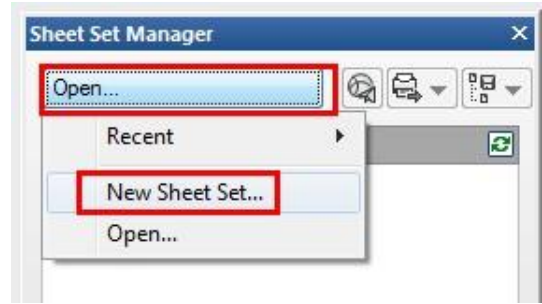 Sheet Set Manager
Open...
Recent
New Sheet Set...
Open...